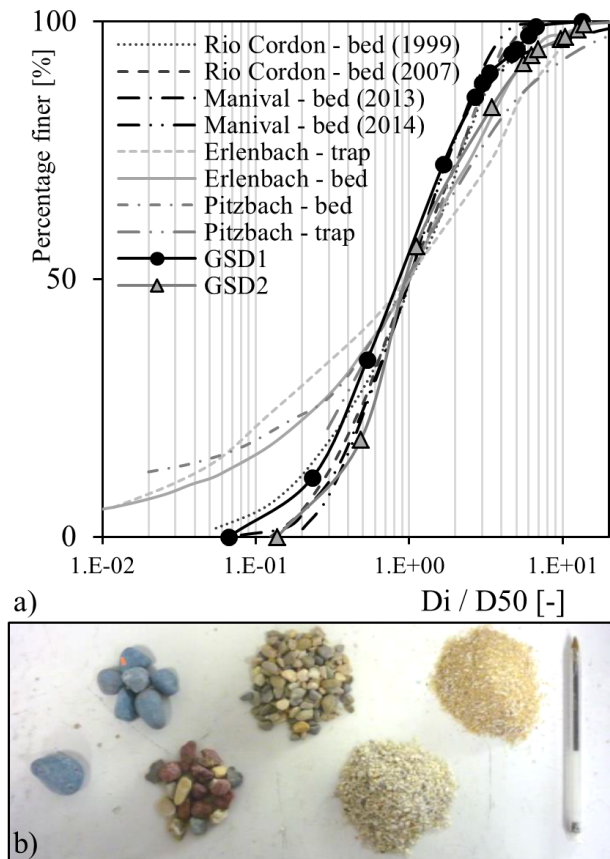 100
Percentage finer [%]
50
0
Rio Cordon - bed (1999)
Rio Cordon - bed (2007)
Manival - bed (2013)
Manival - bed (2014)
Erlenbach - trap
Erlenbach - bed
Pitzbach - bed
Pitzbach - trap
GSD1
GSD2
1.E-02 1.E-01 1.E+00 1.E+01
a) Di / D50 [-]
b)